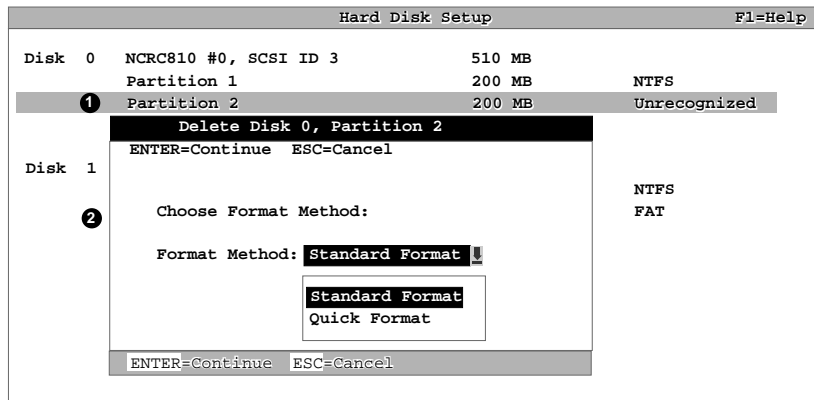 Hard Disk Setup F1=Help
Disk 0 NCRC810 #0, SCSI ID 3 510 MB
Partition 1 200 MB NTFS
1 Partition 2 200 MB Unrecognized
Delete Disk 0, Partition 2
ENTER=Continue ESC=Cancel
Disk 1
NTFS
2 Choose Format Method: FAT
Format Method: Standard Format
Standard Format
Quick Format
ENTER=Continue ESC=Cancel